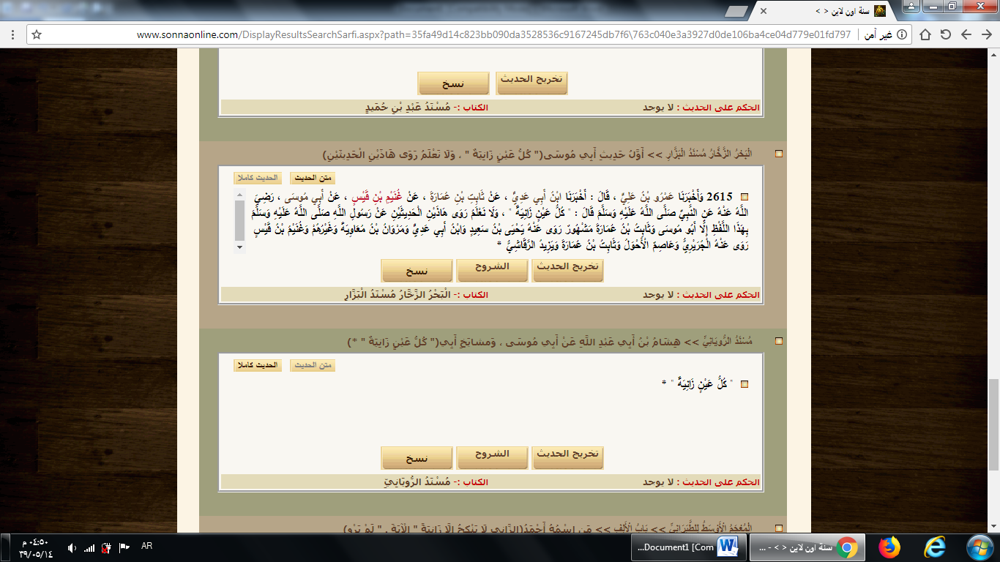 سنة اون لاين < >
غير آمن
www.sonnaonline.com/DisplayResultsSearchSarfi.aspx?path=35fa49d14c823bb090da3528536c9167245db7f6\763c040e3a3927d0de106ba4ce04d779e01fd797
تخريج الحديث نسخ
الحكم على الحديث : لا يوجد الكتاب :- مُسْنَدُ عَبْدِ بْنِ حُمَيدٍ
الْبَحْرُ الزَّخَّارُ مُسْنَدُ الْبَزَّارِ >> أَوَّلُ حَدِيثِ أَبِي مُوسَى(" كُلُّ عَيْنٍ زَانِيَةٌ " ، وَلَا نَعْلَمُ رَوَى هَاذَيْنِ الْحَدِيثَيْنِ)
متن الحديث الحديث كاملا
2615 وَأَخْبَرَنَا عَمْرُو بْنُ عَلِيٍّ ، قَالَ : أَخْبَرَنَا ابْنُ أَبِي عَدِيٍّ ، عَنْ ثَابِتِ بْنِ عُمَارَةَ ، عَنْ غُنَيْمِ بْنِ قَيْسٍ ، عَنْ أَبِي مُوسَى ، رَضِيَ
اللَّهُ عَنْهُ عَنِ النَّبِيِّ صَلَّى اللَّهُ عَلَيْهِ وَسَلَّمَ قَالَ : " كُلُّ عَيْنٍ زَانِيَةٌ " ، وَلَا نَعْلَمُ رَوَى هَاذَيْنِ الْحَدِيثَيْنِ عَنْ رَسُولِ اللَّهِ صَلَّى اللَّهُ عَلَيْهِ وَسَلَّمَ
بِهَذَا اللَّفْظِ إِلَّا أَبُو مُوسَى وَثَابِتُ بْنُ عُمَارَةَ مَشْهُورٌ رَوَى عَنْهُ يَحْيَى بْنُ سَعِيدٍ وَابْنُ أَبِي عَدِيٍّ وَمَرْوَانُ بْنُ مُعَاوِيَةَ وَغَيْرُهُمْ وَغُنَيْمُ بْنُ قَيْسٍ
رَوَى عَنْهُ الْجُرَيْرِيُّ وَعَاصِمٌ الْأَحْوَلُ وَثَابِتُ بْنُ عُمَارَةَ وَيَزِيدُ الرَّقَاشِيُّ *
تخريج الحديث الشروح نسخ
الحكم على الحديث : لا يوجد الكتاب :- الْبَحْرُ الزَّخَّارُ مُسْنَدُ الْبَزَّارِ
مُسْنَدُ الرُّويَانِيِّ >> هِشَامُ بْنُ أَبِي عَبْدِ اللَّهِ عَنْ أَبِي مُوسَى ، وَمشَايَخِ أَبِي(" كُلُّ عَيْنٍ زَانِيَةٌ " *)
متن الحديث الحديث كاملا
" كُلُّ عَيْنٍ زَانِيَةٌ " *
تخريج الحديث الشروح نسخ
الحكم على الحديث : لا يوجد الكتاب :- مُسْنَدُ الرُّويَانِيِّ
الْمُعْجَمُ الْأَوْسَطُ لِلطَّبَرَانِيِّ >> بَابُ الْأَلِفِ >> مَنِ اسْمُهُ أَحْمَدُ(الزَّانِي لَا يَنْكِحُ إِلَّا زَانِيَةً " الْآيَةَ . " لَمْ يَرْوِ)
سنة اون لاين < > - ...
Document1 [Com...
AR
٠٤:٥٠ م
٣٩/٠٥/١٤